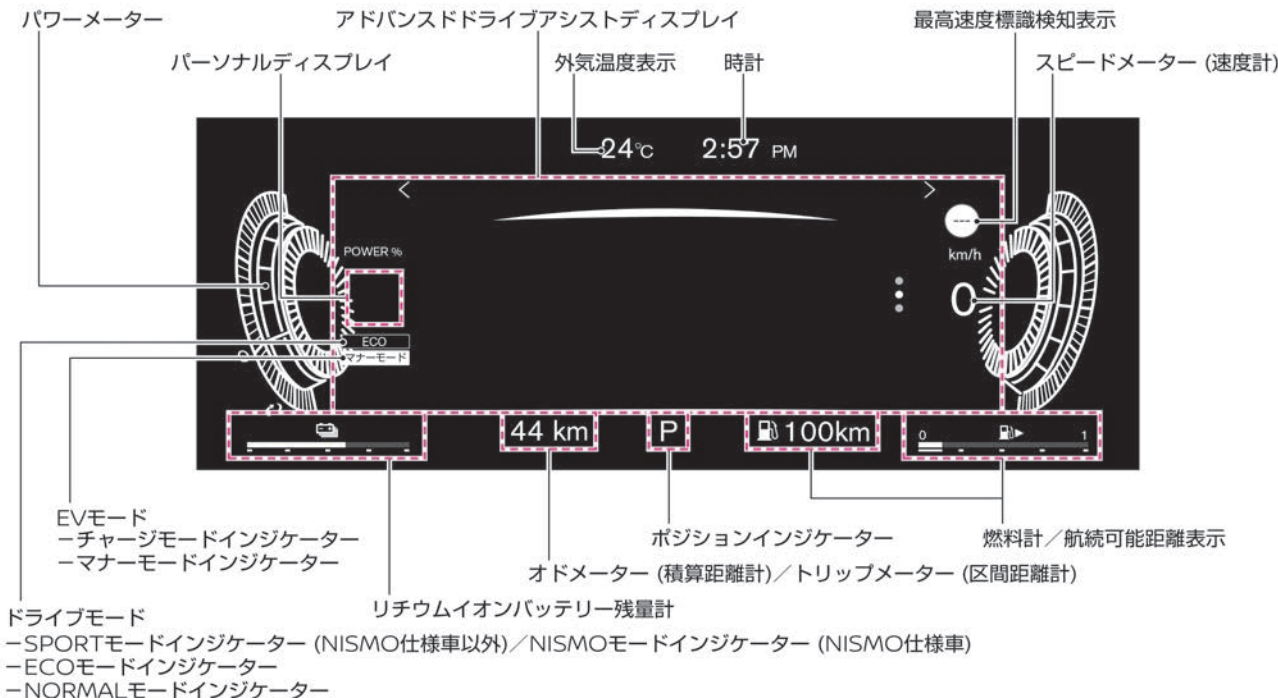 パワーメーター
アドバンスドドライブアシストディスプレイ
最高速度標識検知表示
パーソナルディスプレイ
外気温度表示
時計
スピードメーター (速度計)
24℃
2:57 PM
<
>
---
POWER %
km/h
0
ECO
マナーモード
44 km
P
100km
0
1
EVモード
−チャージモードインジケーター
−マナーモードインジケーター
ポジションインジケーター
燃料計／航続可能距離表示
オドメーター (積算距離計)／トリップメーター (区間距離計)
リチウムイオンバッテリー残量計
ドライブモード
−SPORTモードインジケーター (NISMO仕様車以外)／NISMOモードインジケーター (NISMO仕様車)
−ECOモードインジケーター
−NORMALモードインジケーター